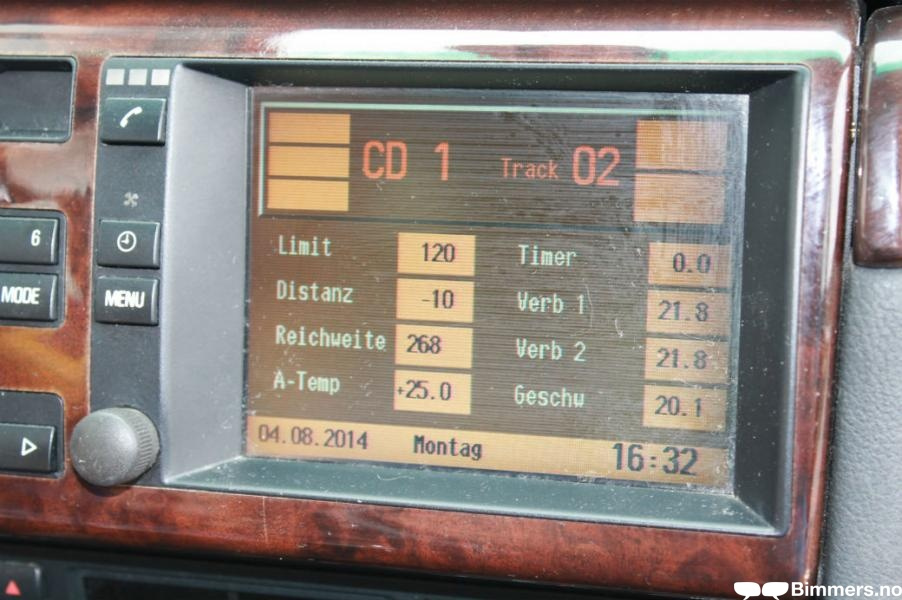 CD 1 Track 02
Limit 120 Timer 0.0
Distanz -10 Verb 1 21.8
Reichweite 268 Verb 2 21.8
A-Temp +25.0 Geschw 20.1
04.08.2014 Montag 16:32
6
MODE
MENU
Bimmers.no